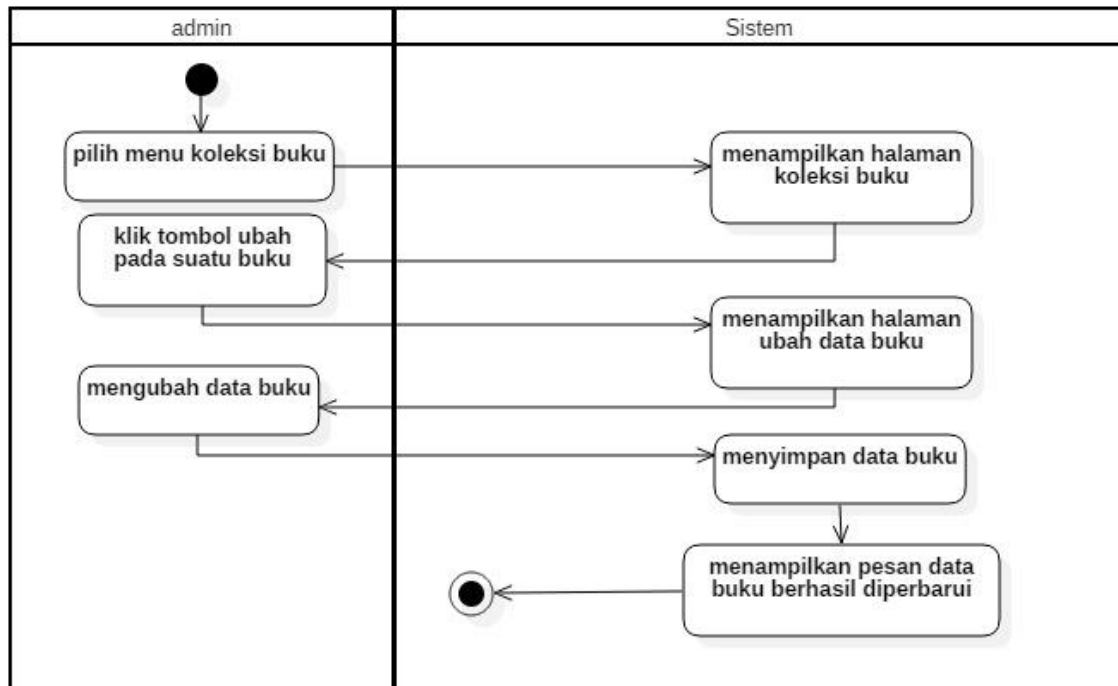 admin
Sistem
pilih menu koleksi buku
menampilkan halaman
koleksi buku
klik tombol ubah
pada suatu buku
menampilkan halaman
ubah data buku
mengubah data buku
menyimpan data buku
menampilkan pesan data
buku berhasil diperbarui